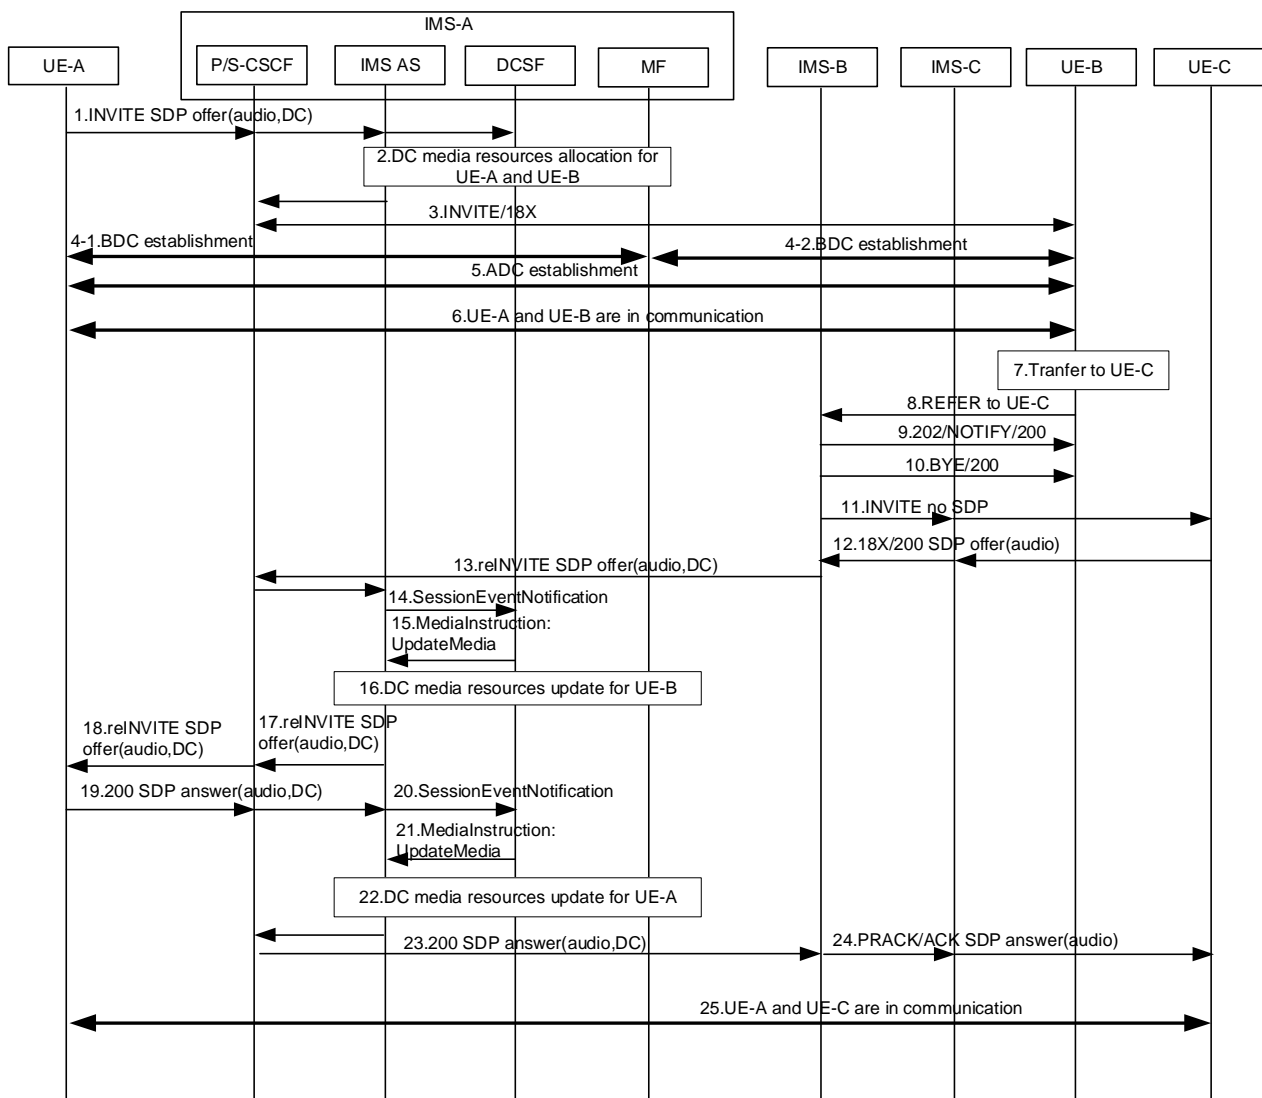 IMS-A
UE-A
P/S-CSCF
IMS AS
DCSF
MF
IMS-B
IMS-C
UE-B
UE-C
1.INVITE SDP offer(audio,DC)
2.DC media resources allocation for
UE-A and UE-B
3.INVITE/18X
4-1.BDC establishment
4-2.BDC establishment
5.ADC establishment
6.UE-A and UE-B are in communication
7.Tranfer to UE-C
8.REFER to UE-C
9.202/NOTIFY/200
10.BYE/200
11.INVITE no SDP
12.18X/200 SDP offer(audio)
13.reINVITE SDP offer(audio,DC)
14.SessionEventNotification
15.MediaInstruction:
UpdateMedia
16.DC media resources update for UE-B
17.reINVITE SDP
offer(audio,DC)
18.reINVITE SDP
offer(audio,DC)
19.200 SDP answer(audio,DC)
20.SessionEventNotification
21.MediaInstruction:
UpdateMedia
22.DC media resources update for UE-A
23.200 SDP answer(audio,DC)
24.PRACK/ACK SDP answer(audio)
25.UE-A and UE-C are in communication